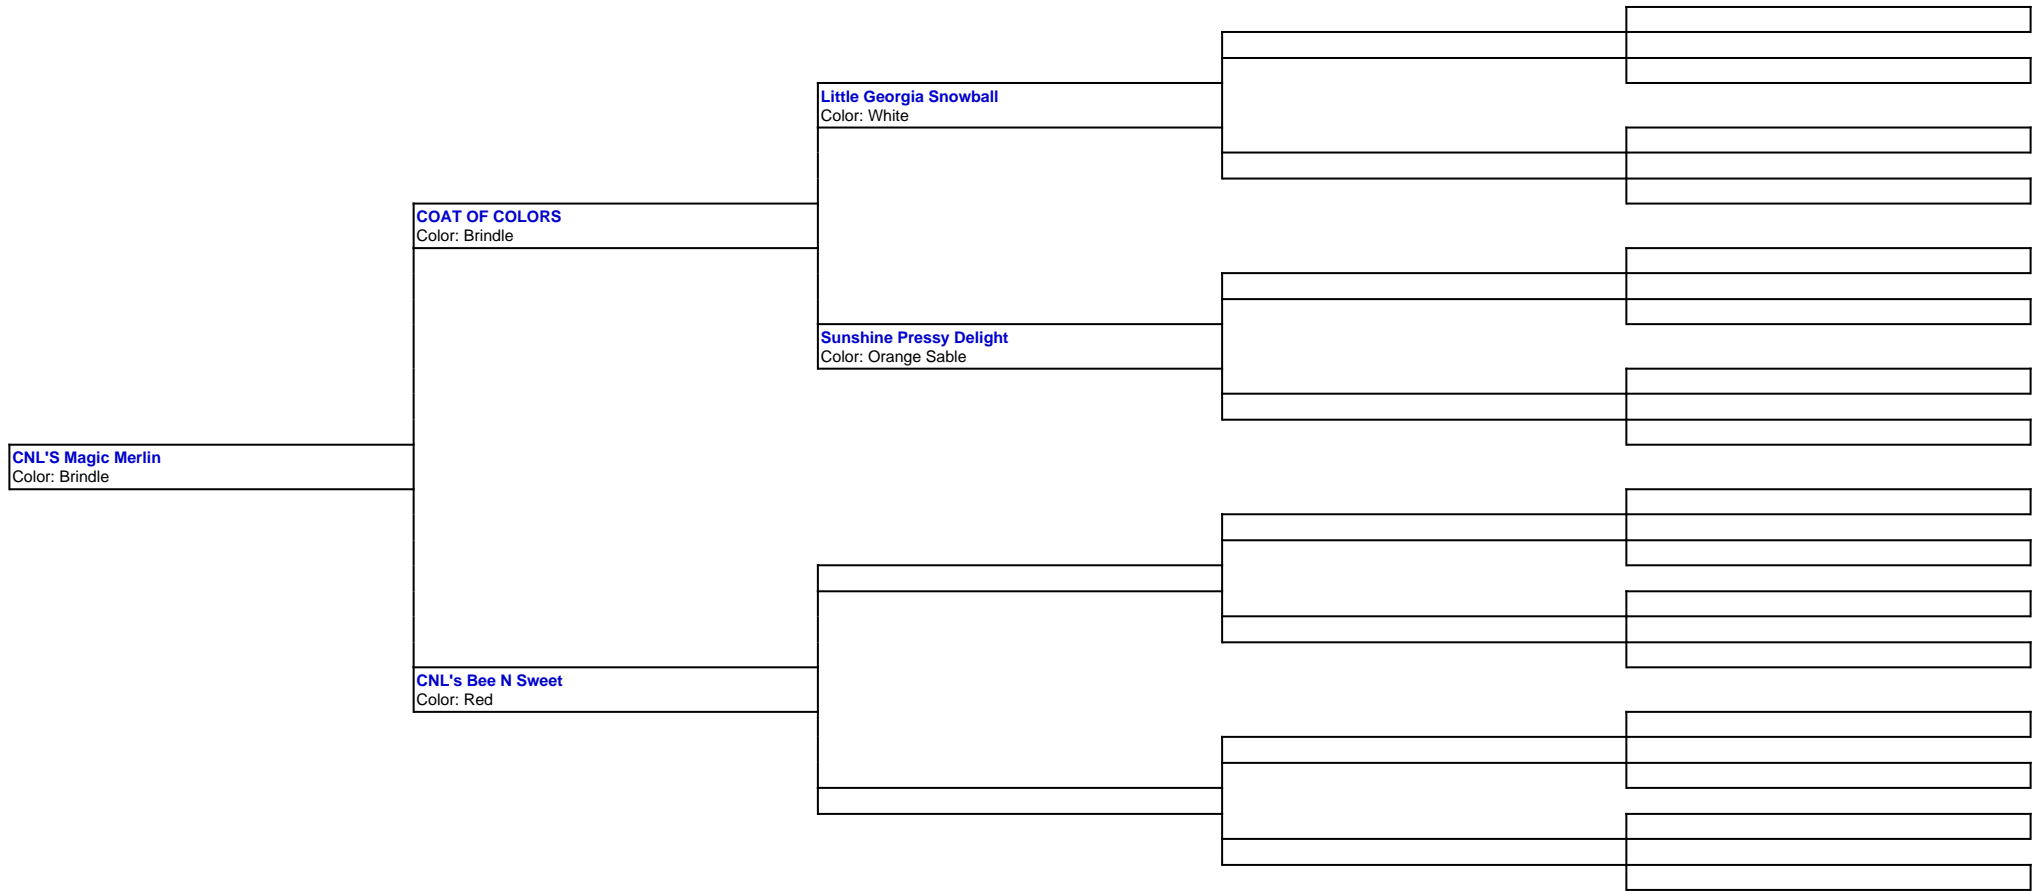 Little Georgia Snowball
Color: White
COAT OF COLORS
Color: Brindle
Sunshine Pressy Delight
Color: Orange Sable
CNL'S Magic Merlin
Color: Brindle
CNL's Bee N Sweet
Color: Red